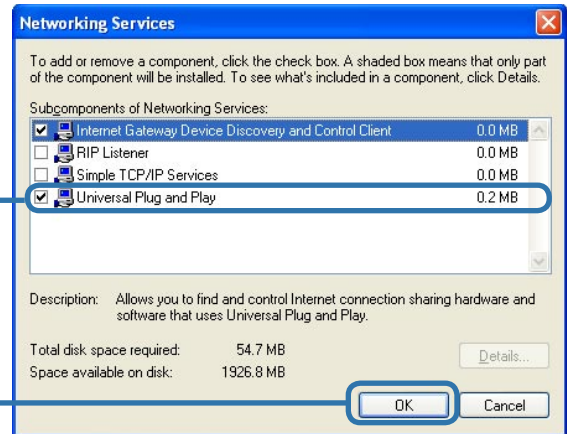 Networking Services
To add or remove a component, click the check box. A shaded box means that only part
of the component will be installed. To see what's included in a component, click Details.
Subcomponents of Networking Services:
Internet Gateway Device Discovery and Control Client 0.0 MB
RIP Listener 0.0 MB
Simple TCP/IP Services 0.0 MB
Universal Plug and Play 0.2 MB
Description: Allows you to find and control Internet connection sharing hardware and
software that uses Universal Plug and Play.
Total disk space required: 54.7 MB
Details...
Space available on disk: 1926.8 MB
OK Cancel